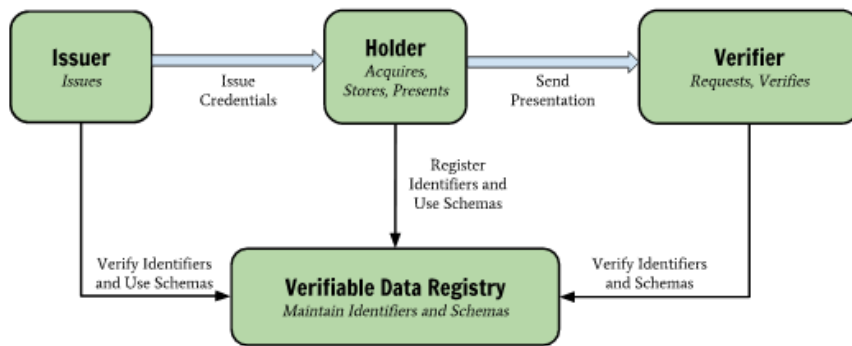 Issuer
Issues
Issue
Credentials
Holder
Acquires,
Stores, Presents
Send
Presentation
Verifier
Requests, Verifies
Register
Identifiers and
Use Schemas
Verify Identifiers
and Use Schemas
Verifiable Data Registry
Maintain Identifiers and Schemas
Verify Identifiers
and Schemas